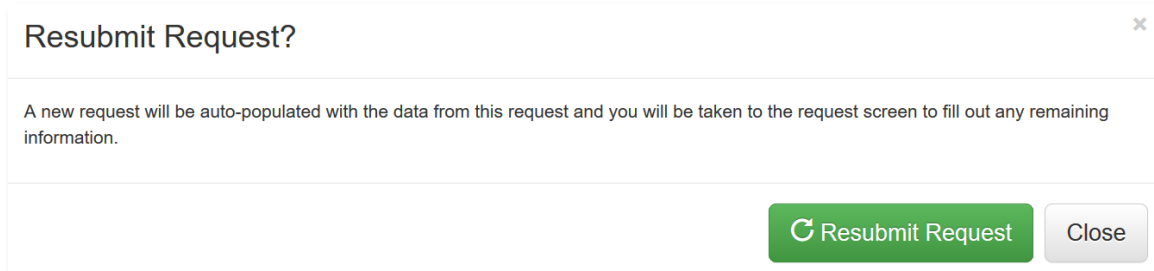 Resubmit Request?
×
A new request will be auto-populated with the data from this request and you will be taken to the request screen to fill out any remaining
information.
Resubmit Request
Close